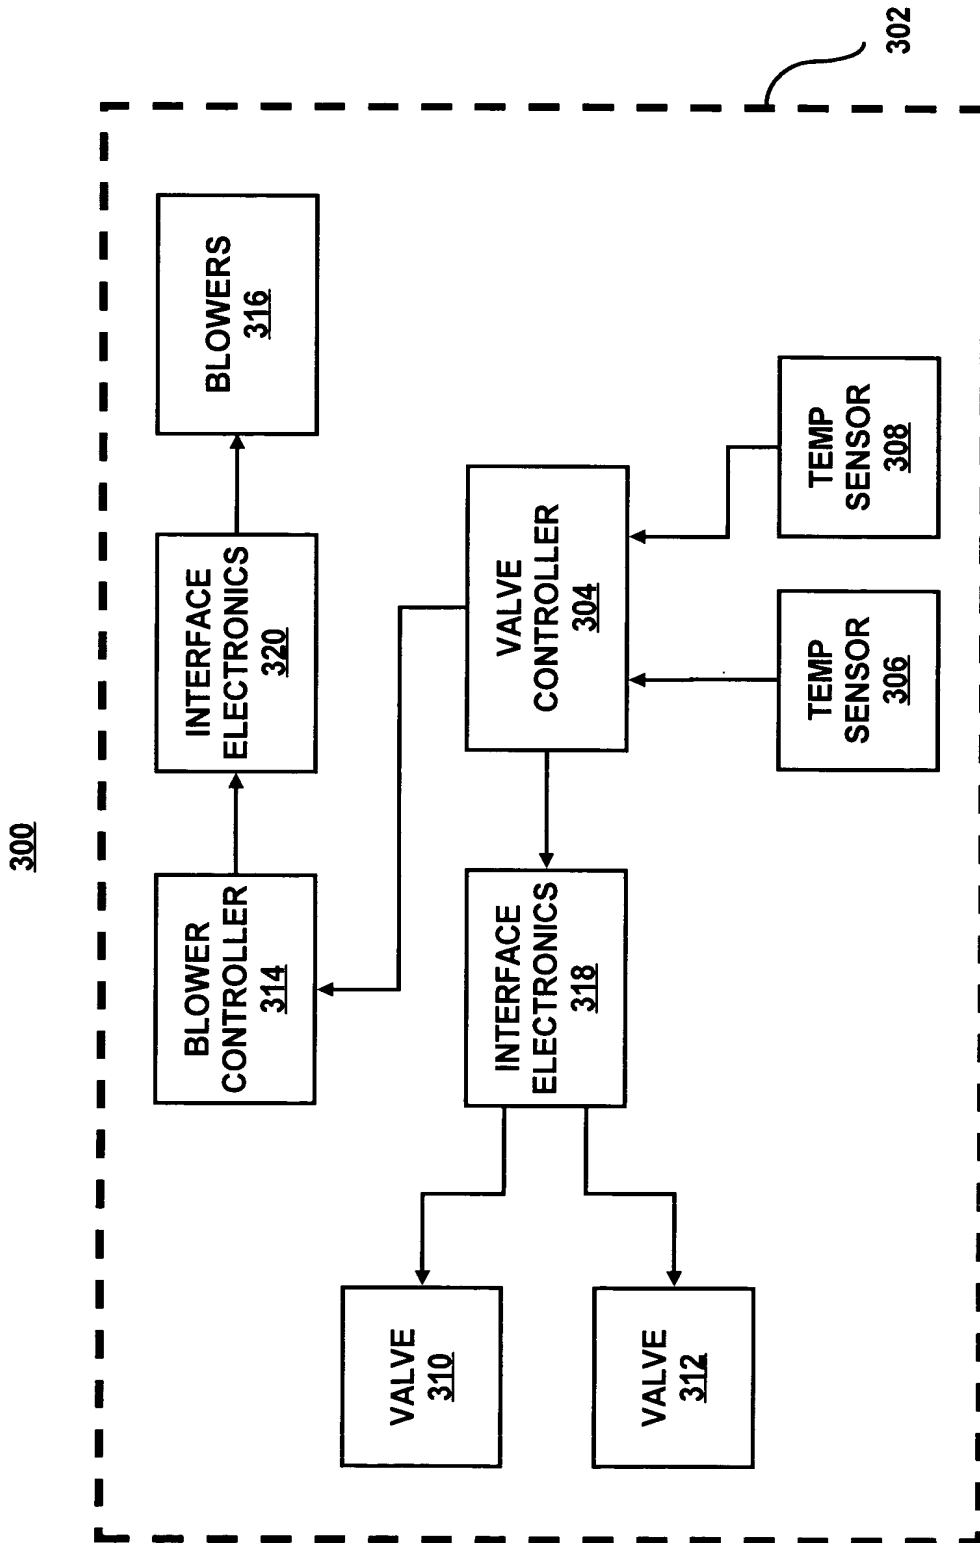 300
302
BLOWER
CONTROLLER
314
INTERFACE
ELECTRONICS
320
BLOWERS
316
VALVE
310
VALVE
312
INTERFACE
ELECTRONICS
318
VALVE
CONTROLLER
304
TEMP
SENSOR
306
TEMP
SENSOR
308